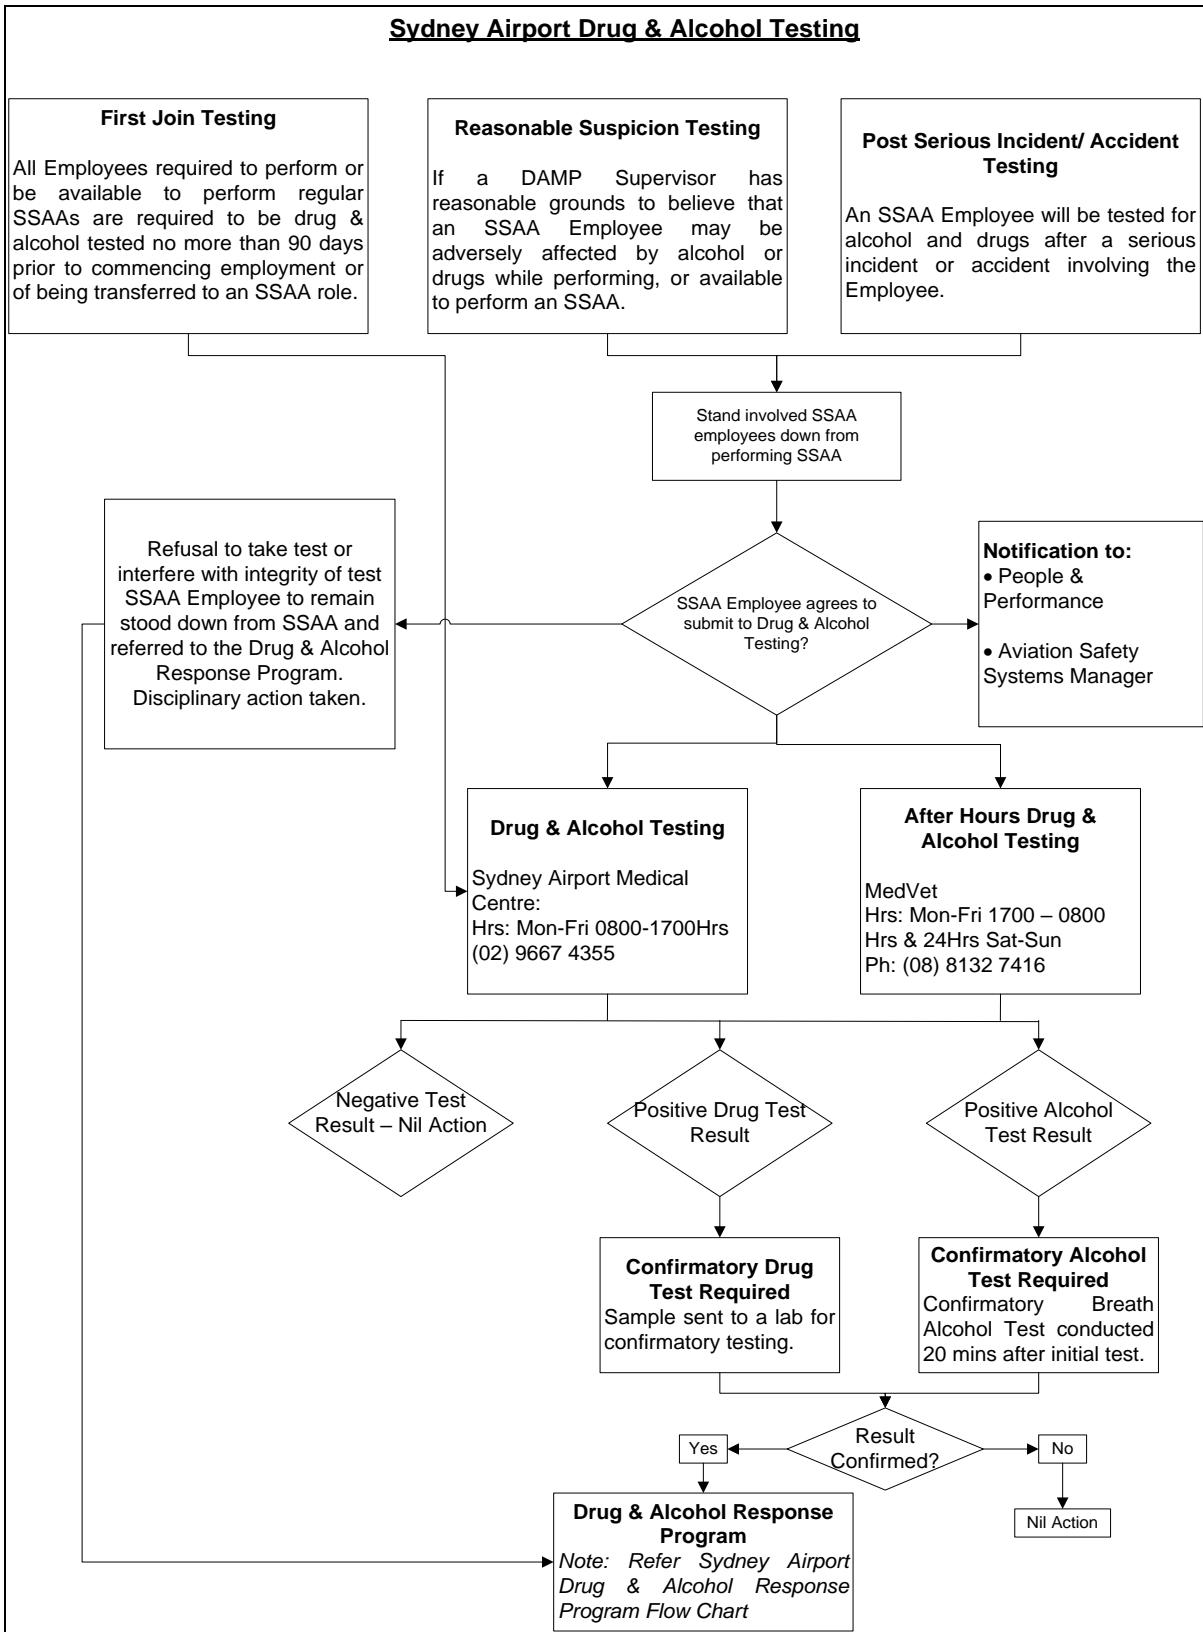 Sydney Airport Drug & Alcohol Testing
First Join Testing
All Employees required to perform or
be available to perform regular
SSAAs are required to be drug &
alcohol tested no more than 90 days
prior to commencing employment or
of being transferred to an SSAA role.
Reasonable Suspicion Testing
If a DAMP Supervisor has
reasonable grounds to believe that
an SSAA Employee may be
adversely affected by alcohol or
drugs while performing, or available
to perform an SSAA.
Post Serious Incident/ Accident
Testing
An SSAA Employee will be tested for
alcohol and drugs after a serious
incident or accident involving the
Employee.
Stand involved SSAA
employees down from
performing SSAA
Refusal to take test or
interfere with integrity of test
SSAA Employee to remain
stood down from SSAA and
referred to the Drug & Alcohol
Response Program.
Disciplinary action taken.
SSAA Employee agrees to
submit to Drug & Alcohol
Testing?
Notification to:
• People &
Performance
• Aviation Safety
Systems Manager
Drug & Alcohol Testing
Sydney Airport Medical
Centre:
Hrs: Mon-Fri 0800-1700Hrs
(02) 9667 4355
After Hours Drug &
Alcohol Testing
MedVet
Hrs: Mon-Fri 1700 – 0800
Hrs & 24Hrs Sat-Sun
Ph: (08) 8132 7416
Negative Test
Result – Nil Action
Positive Drug Test
Result
Positive Alcohol
Test Result
Confirmatory Drug
Test Required
Sample sent to a lab for
confirmatory testing.
Confirmatory Alcohol
Test Required
Confirmatory Breath
Alcohol Test conducted
20 mins after initial test.
Result
Confirmed?
Yes
No
Nil Action
Drug & Alcohol Response
Program
Note: Refer Sydney Airport
Drug & Alcohol Response
Program Flow Chart